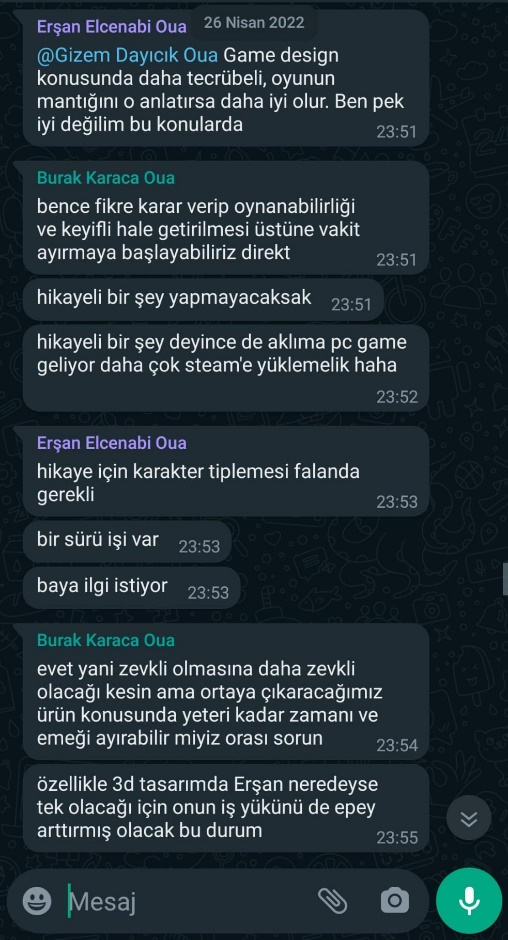 Erşan Elcenabi Oua
26 Nisan 2022
@Gizem Dayıcık Oua Game design
konusunda daha tecrübeli, oyunun
mantığını o anlatırsa daha iyi olur. Ben pek
iyi değilim bu konularda
23:51
Burak Karaca Oua
bence fikre karar verip oynanabilirliği
ve keyifli hale getirilmesi üstüne vakit
ayırmaya başlayabiliriz direkt
23:51
hikayeli bir şey yapmayacaksak
23:51
hikayeli bir şey deyince de aklıma pc game
geliyor daha çok steam'e yüklemelik haha
23:52
Erşan Elcenabi Oua
hikaye için karakter tiplemesi falanda
gerekli
23:53
bir sürü işi var
23:53
baya ilgi istiyor
23:53
Burak Karaca Oua
evet yani zevkli olmasına daha zevkli
olacağı kesin ama ortaya çıkaracağımız
ürün konusunda yeteri kadar zamanı ve
emeği ayırabilir miyiz orası sorun
23:54
özellikle 3d tasarımda Erşan neredeyse
tek olacağı için onun iş yükünü de epey
arttırmış olacak bu durum
23:55
Mesaj